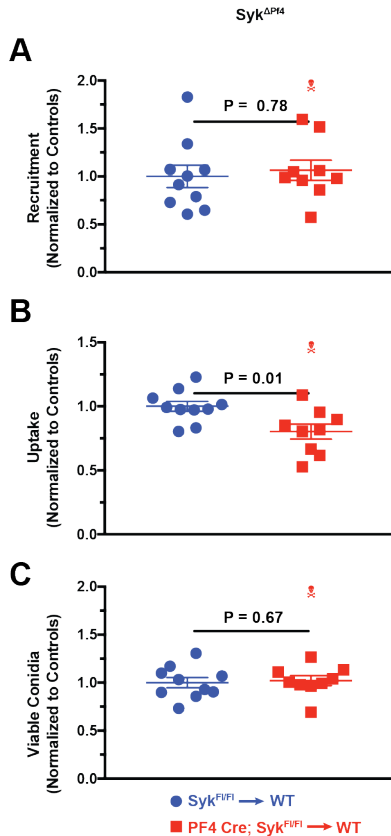 Syk^ΔPf4
A
Recruitment
(Normalized to Controls)
2.0
1.5
1.0
0.5
0.0
P = 0.78
B
Uptake
(Normalized to Controls)
1.5
1.0
0.5
0.0
P = 0.01
C
Viable Conidia
(Normalized to Controls)
2.0
1.5
1.0
0.5
0.0
P = 0.67
Syk^Fl/Fl → WT
PF4 Cre; Syk^Fl/Fl → WT